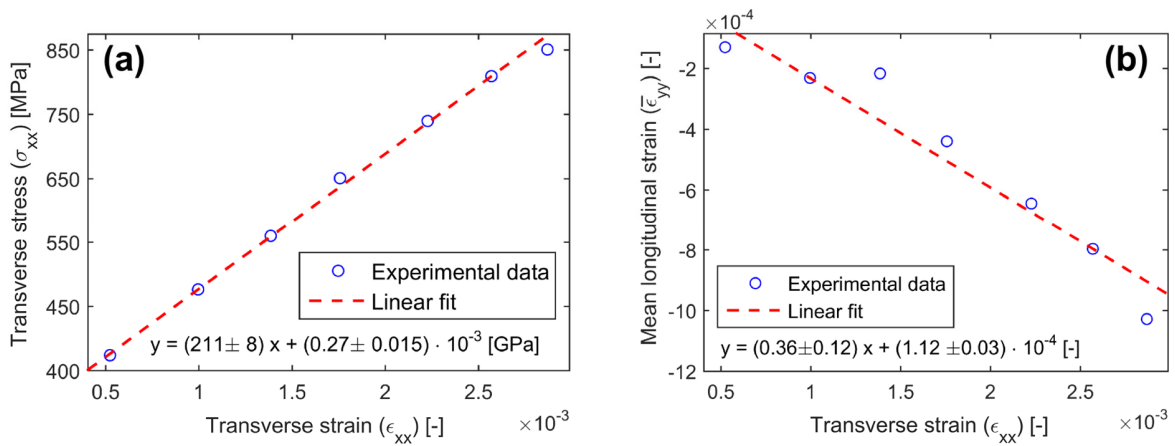 (a)
850
750
650
550
450
400
Transverse stress (σxx) [MPa]
Experimental data
Linear fit
y = (211± 8) x + (0.27± 0.015) · 10-3 [GPa]
0.5
1
1.5
2
2.5
×10-3
Transverse strain (ϵxx) [-]
×10-4
(b)
-2
-4
-6
-8
-10
-12
Mean longitudinal strain (ϵ̅yy) [-]
Experimental data
Linear fit
y = (0.36±0.12) x + (1.12 ±0.03) · 10-4 [-]
0.5
1
1.5
2
2.5
×10-3
Transverse strain (ϵxx) [-]